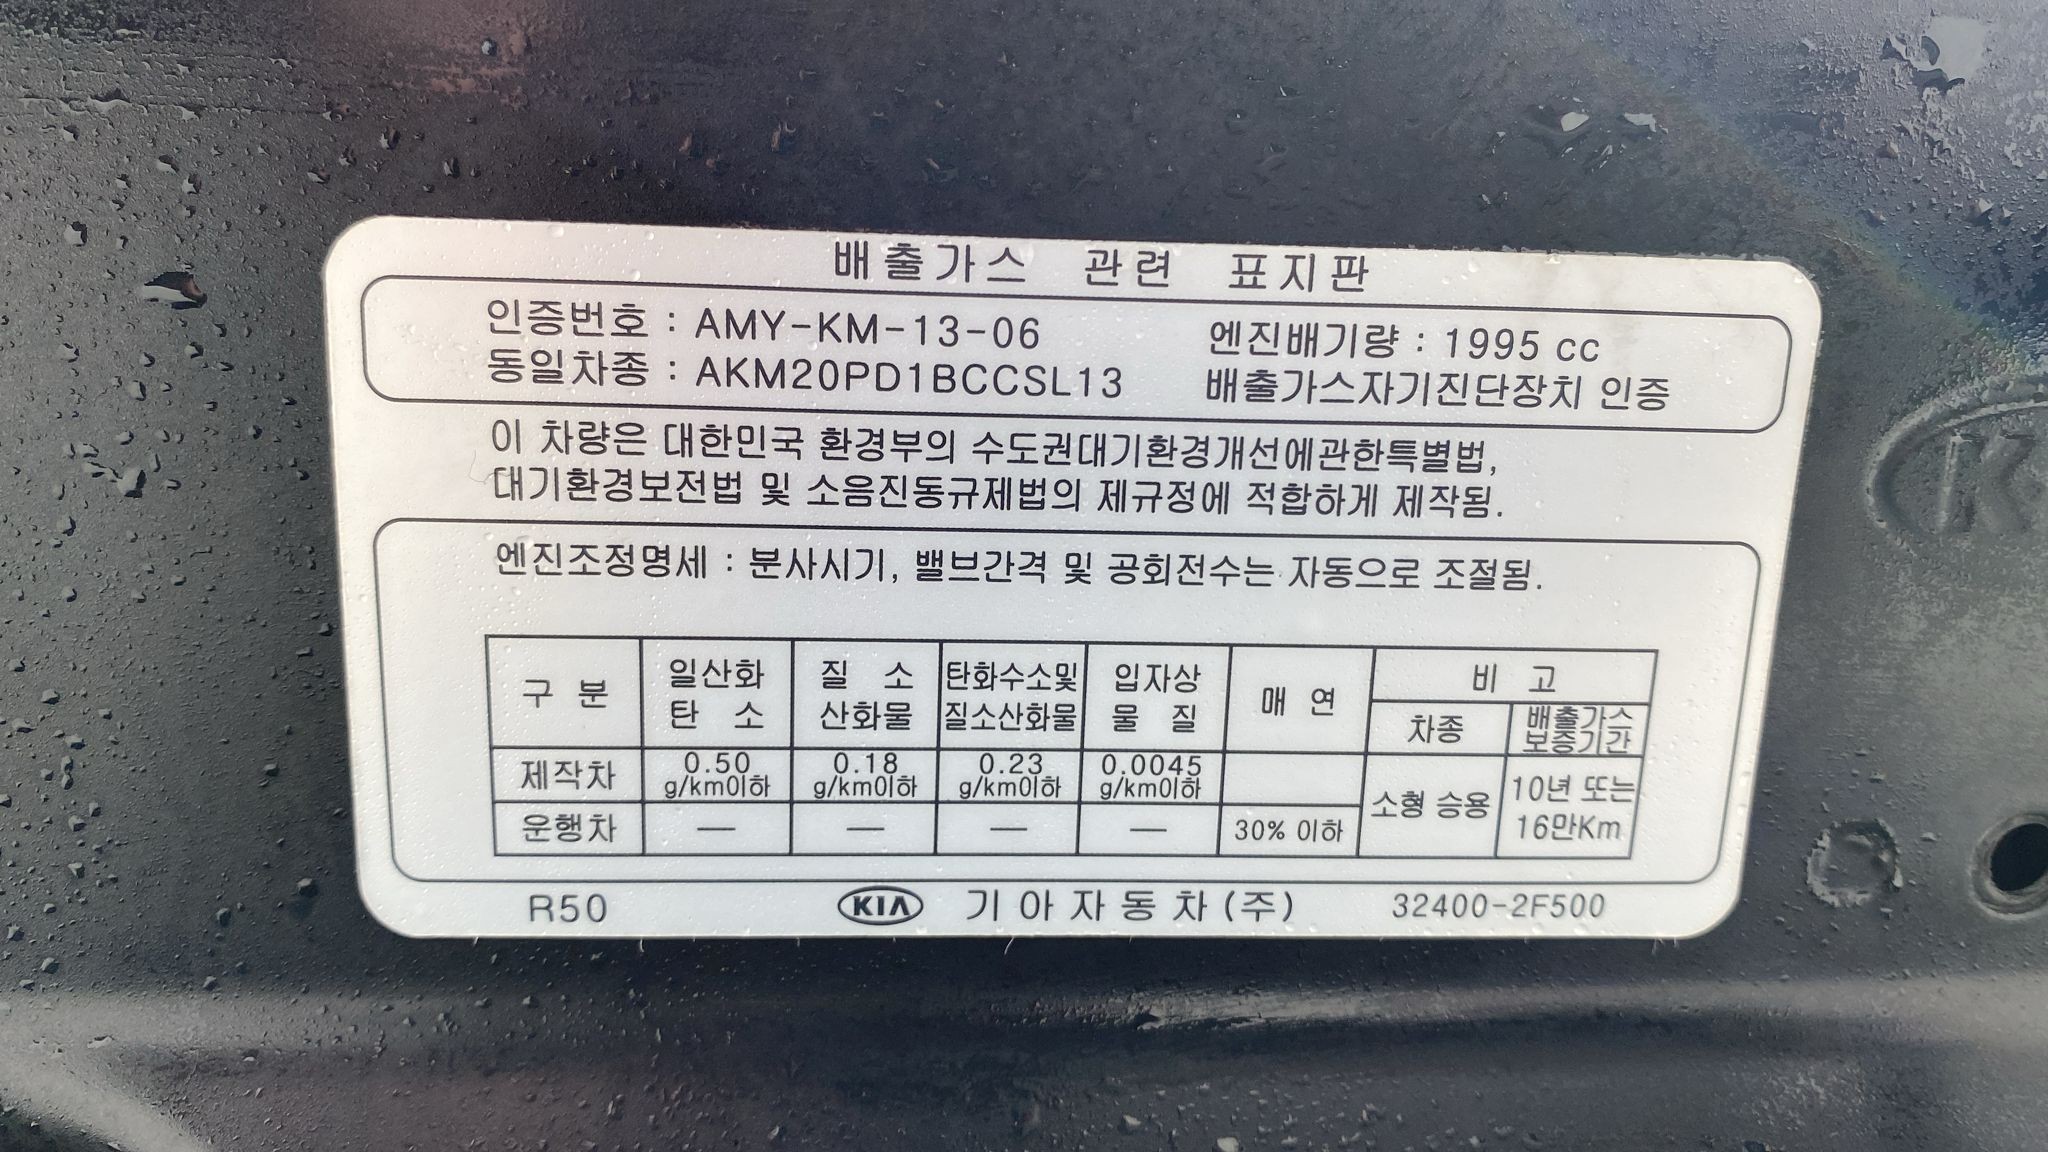 배출가스 관련 표지판
인증번호 : AMY-KM-13-06 엔진배기량 : 1995 cc
동일차종 : AKM20PD1BCCSL13 배출가스자기진단장치 인증
이 차량은 대한민국 환경부의 수도권대기환경개선에관한특별법,
대기환경보전법 및 소음진동규제법의 제규정에 적합하게 제작됨.
엔진조정명세 : 분사시기, 밸브간격 및 공회전수는 자동으로 조절됨.
구 분 일산화 탄 소 질 소 산화물 탄화수소및 질소산화물 입자상 물 질 매 연 비 고
차종 배출가스 보증기간
제작차 0.50 g/km이하 0.18 g/km이하 0.23 g/km이하 0.0045 g/km이하 소형 승용 10년 또는 16만Km
운행차 — — — — 30% 이하
R50 KIA 기아자동차(주) 32400-2F500